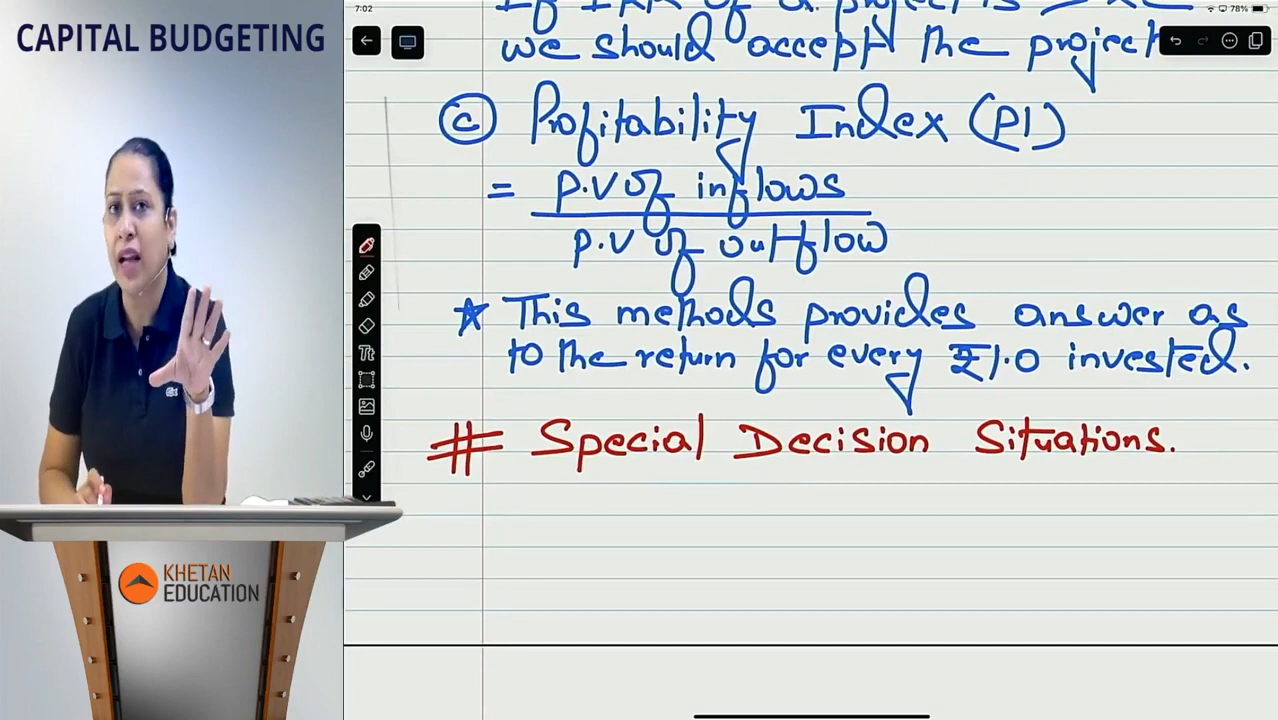 CAPITAL BUDGETING
7:02
78%
we should accept the project
c Profitability Index (PI)
= P.V of inflows
P.V of outflow
★ This methods provides answer as
to the return for every ₹1.0 invested.
# Special Decision Situations.
Tt
KHETAN
EDUCATION